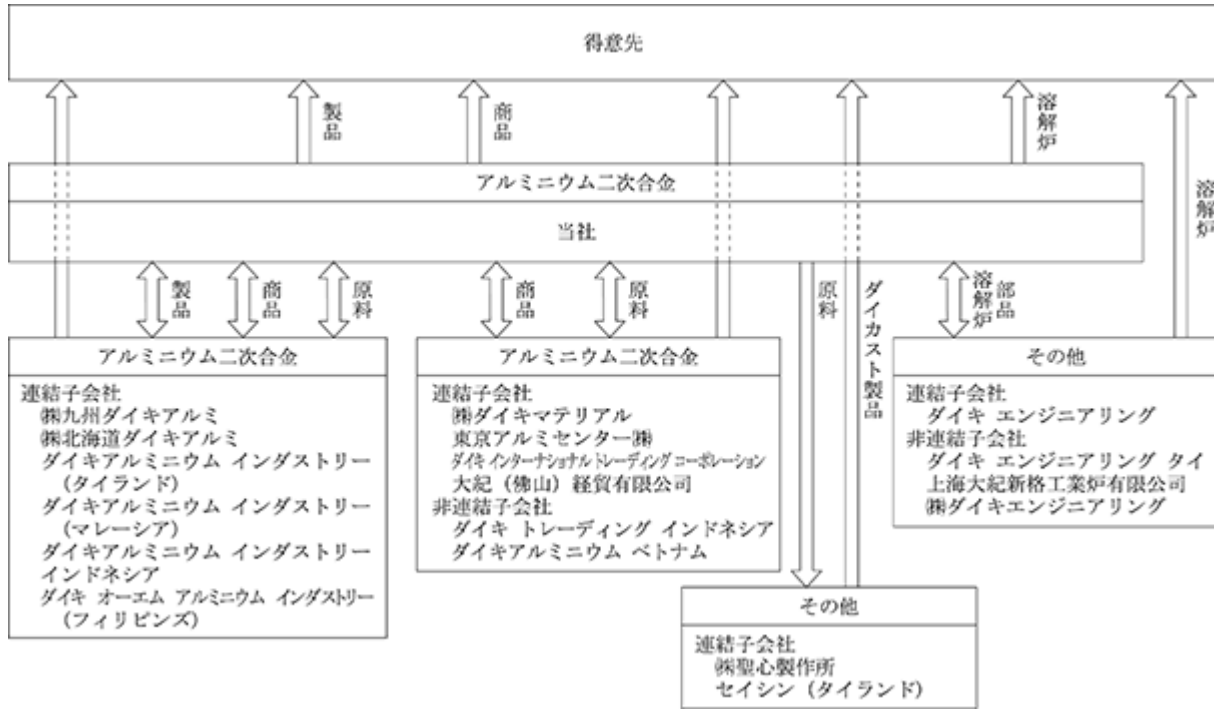 得意先
製品
商品
溶解炉
溶解炉
アルミニウム二次合金
当社
製品
商品
原料
商品
原料
原料
ダイカスト製品
溶解炉
部品
アルミニウム二次合金
連結子会社
㈱九州ダイキアルミ
㈱北海道ダイキアルミ
ダイキアルミニウム インダストリー
(タイランド)
ダイキアルミニウム インダストリー
(マレーシア)
ダイキアルミニウム インダストリー
インドネシア
ダイキ オーエム アルミニウム インダストリー
(フィリピンズ)
アルミニウム二次合金
連結子会社
㈱ダイキマテリアル
東京アルミセンター㈱
ダイキ インターナショナル トレーディング コーポレーション
大紀（佛山）経貿有限公司
非連結子会社
ダイキ トレーディング インドネシア
ダイキアルミニウム ベトナム
その他
連結子会社
ダイキ エンジニアリング
非連結子会社
ダイキ エンジニアリング タイ
上海大紀新格工業炉有限公司
㈱ダイキエンジニアリング
その他
連結子会社
㈱聖心製作所
セイシン（タイランド）